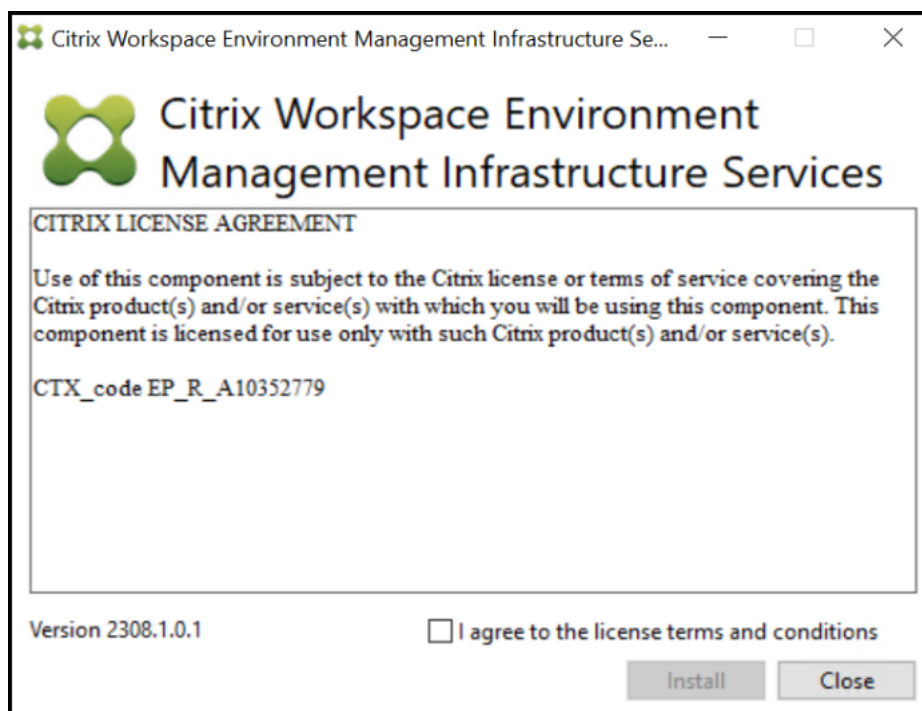 Citrix Workspace Environment Management Infrastructure Se...
Citrix Workspace Environment
Management Infrastructure Services
CITRIX LICENSE AGREEMENT
Use of this component is subject to the Citrix license or terms of service covering the
Citrix product(s) and/or service(s) with which you will be using this component. This
component is licensed for use only with such Citrix product(s) and/or service(s).
CTX_code EP_R_A10352779
Version 2308.1.0.1
I agree to the license terms and conditions
Install
Close